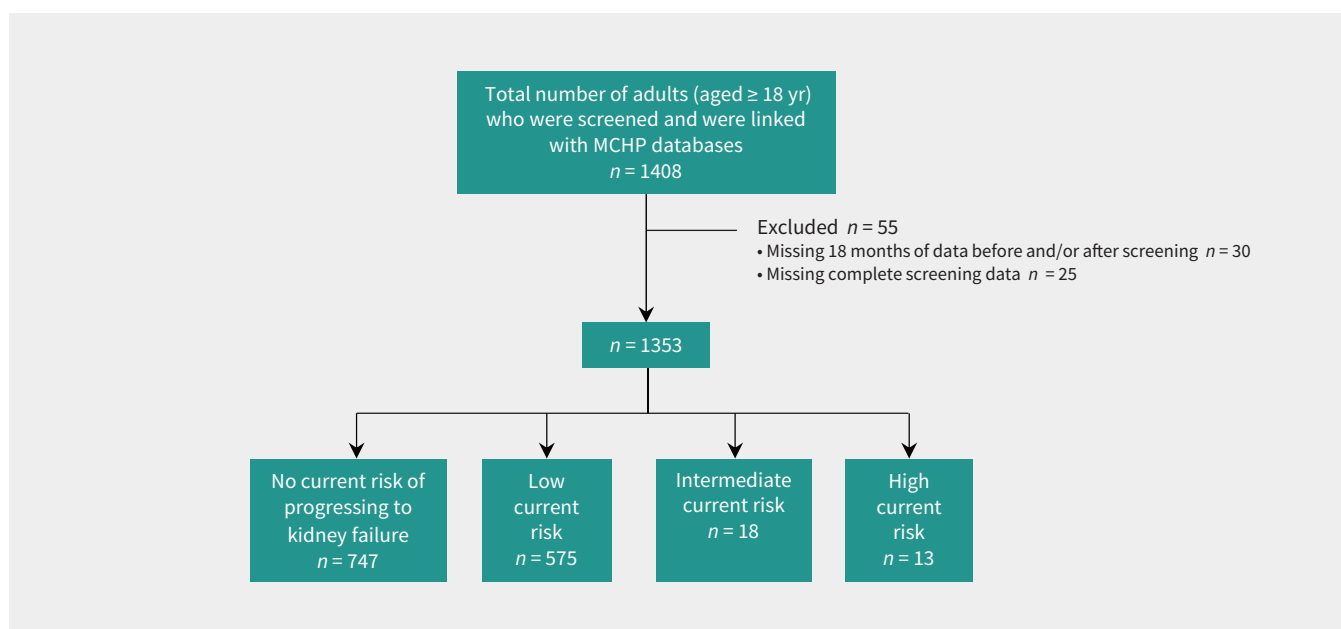 Total number of adults (aged ≥ 18 yr)
who were screened and were linked
with MCHP databases
n = 1408
Excluded n = 55
• Missing 18 months of data before and/or after screening n = 30
• Missing complete screening data n = 25
n = 1353
No current risk of
progressing to
kidney failure
n = 747
Low
current
risk
n = 575
Intermediate
current risk
n = 18
High
current
risk
n = 13